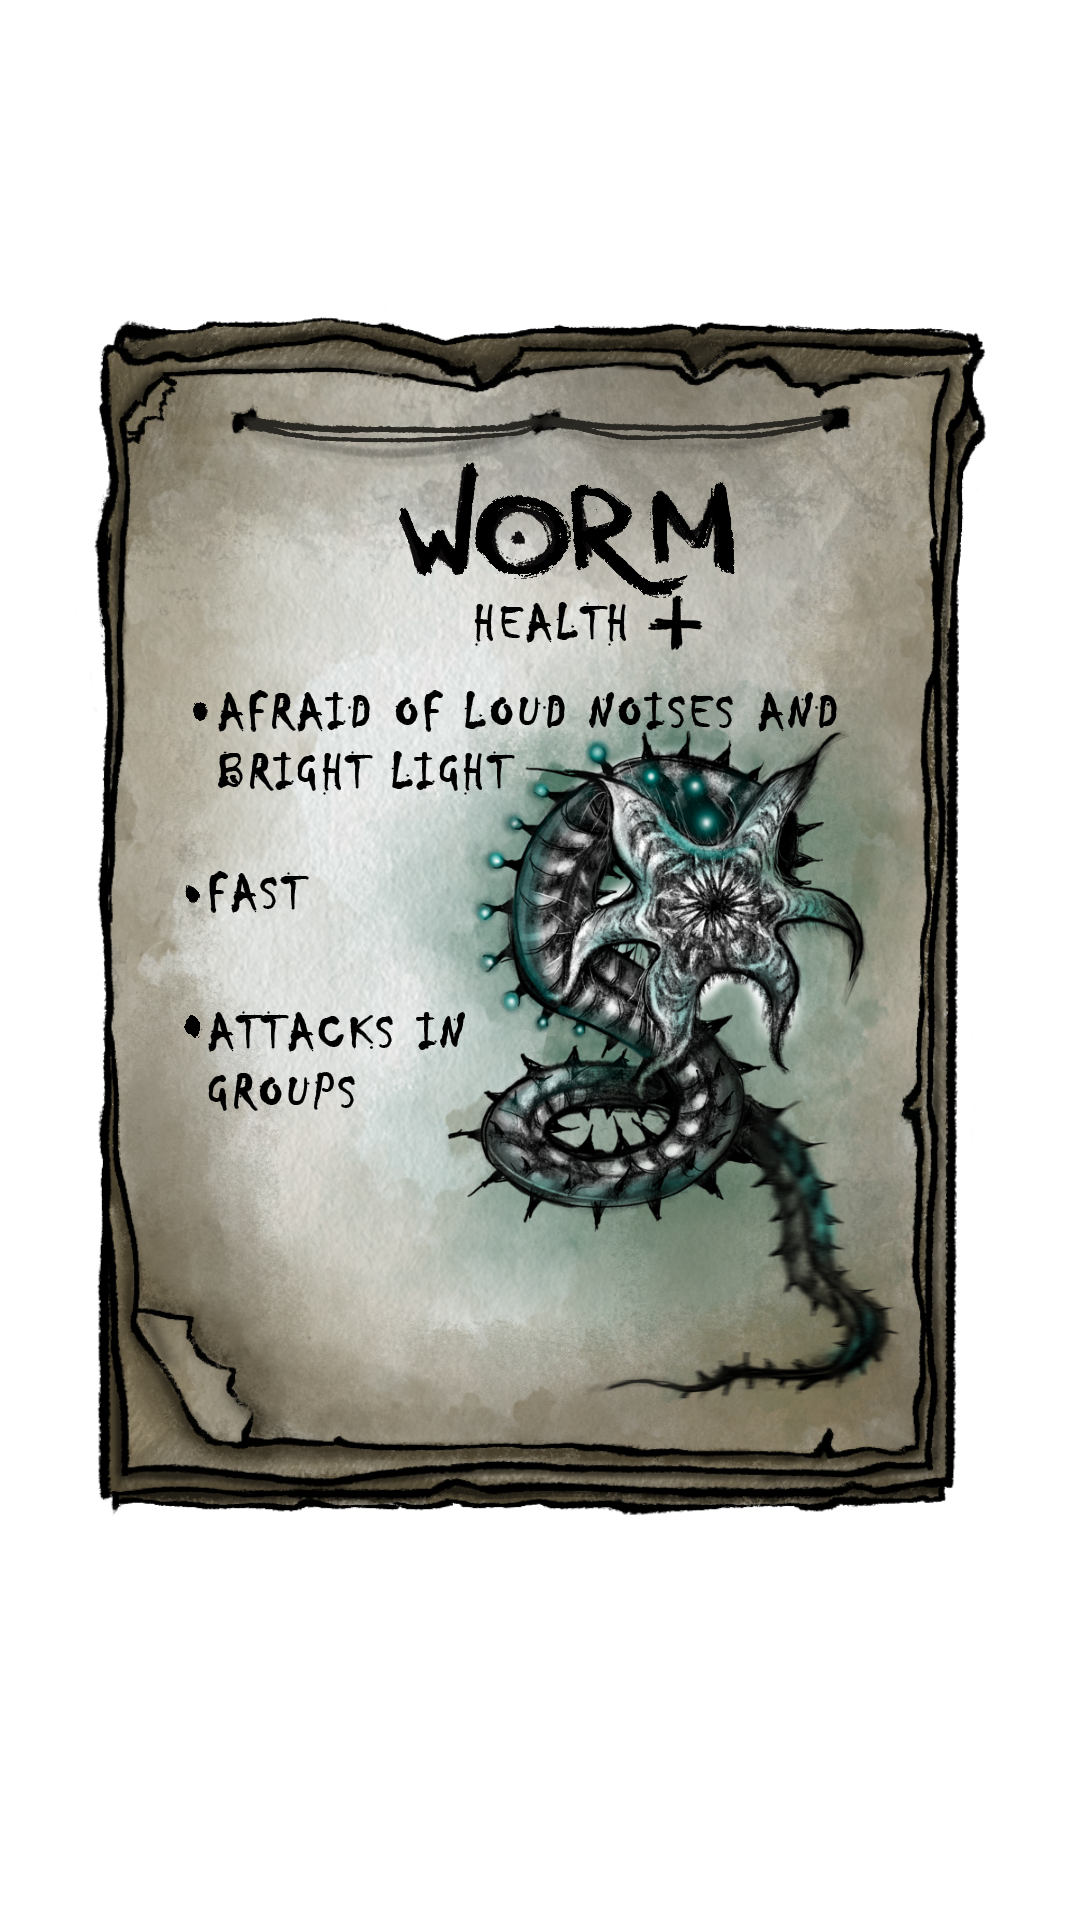 WORM
HEALTH +
•AFRAID OF LOUD NOISES AND
BRIGHT LIGHT
•FAST
•ATTACKS IN
GROUPS